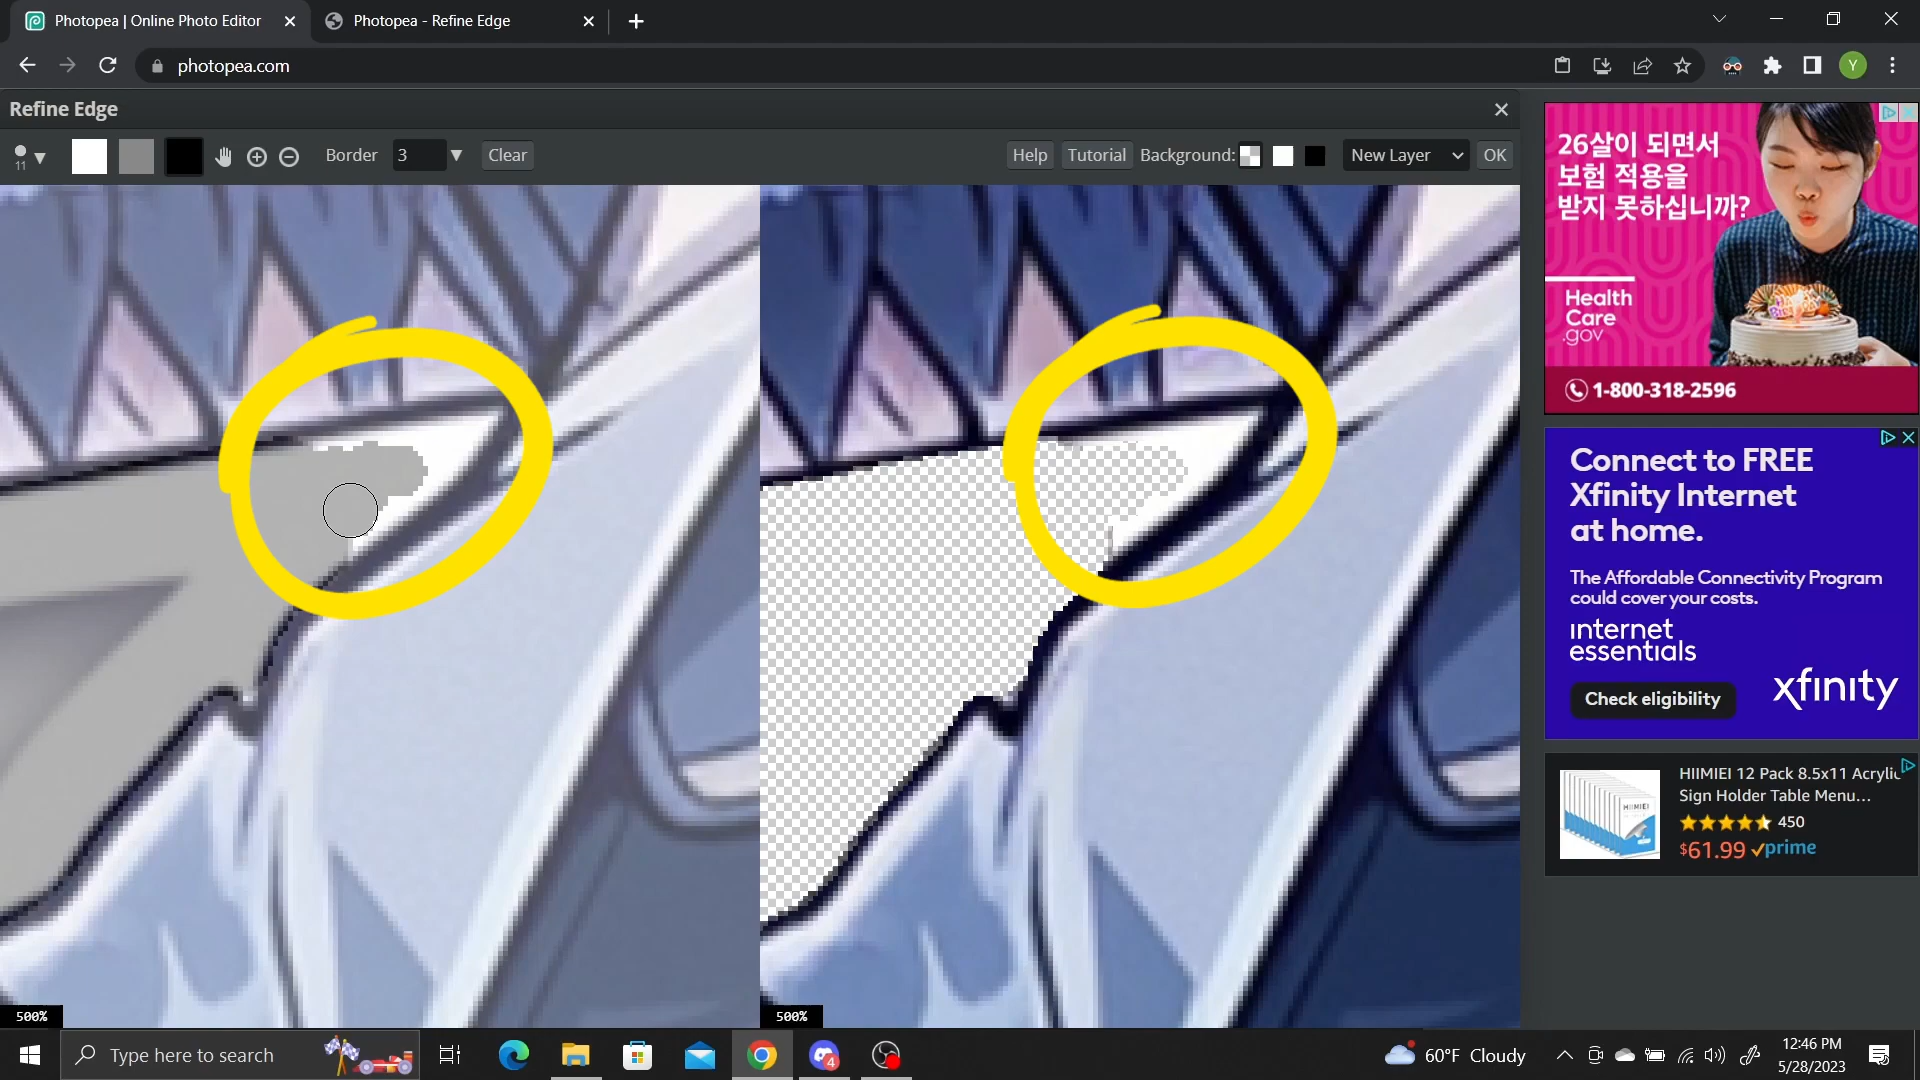 Photopea | Online Photo Editor
Photopea - Refine Edge
photopea.com
Y
Refine Edge
11
Border 3 Clear
Help Tutorial Background: New Layer OK
500%
500%
26살이 되면서
보험 적용을
받지 못하십니까?
Health
Care
.gov
1-800-318-2596
Connect to FREE
Xfinity Internet
at home.
The Affordable Connectivity Program
could cover your costs.
internet
essentials
Check eligibility
xfinity
HIIMIEI 12 Pack 8.5x11 Acrylic
Sign Holder Table Menu...
450
$61.99 prime
Type here to search
4
60°F Cloudy
12:46 PM
5/28/2023